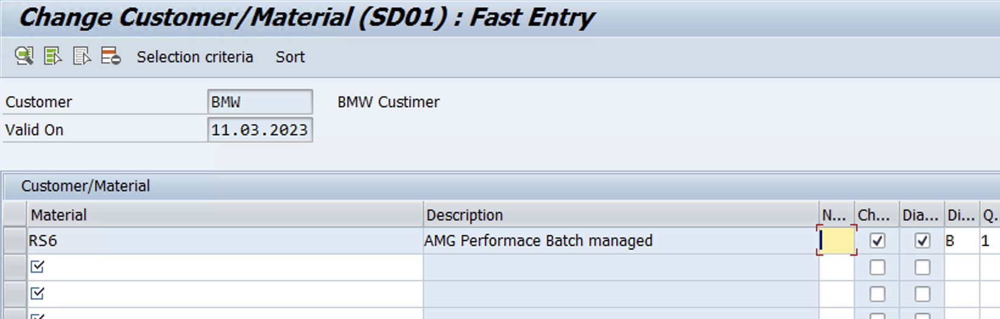 Change Customer/Material (SD01) : Fast Entry
Selection criteria Sort
Customer BMW BMW Custimer
Valid On 11.03.2023
Customer/Material
Material Description N... Ch... Dia... Di... Q..
RS6 AMG Performace Batch managed B 1